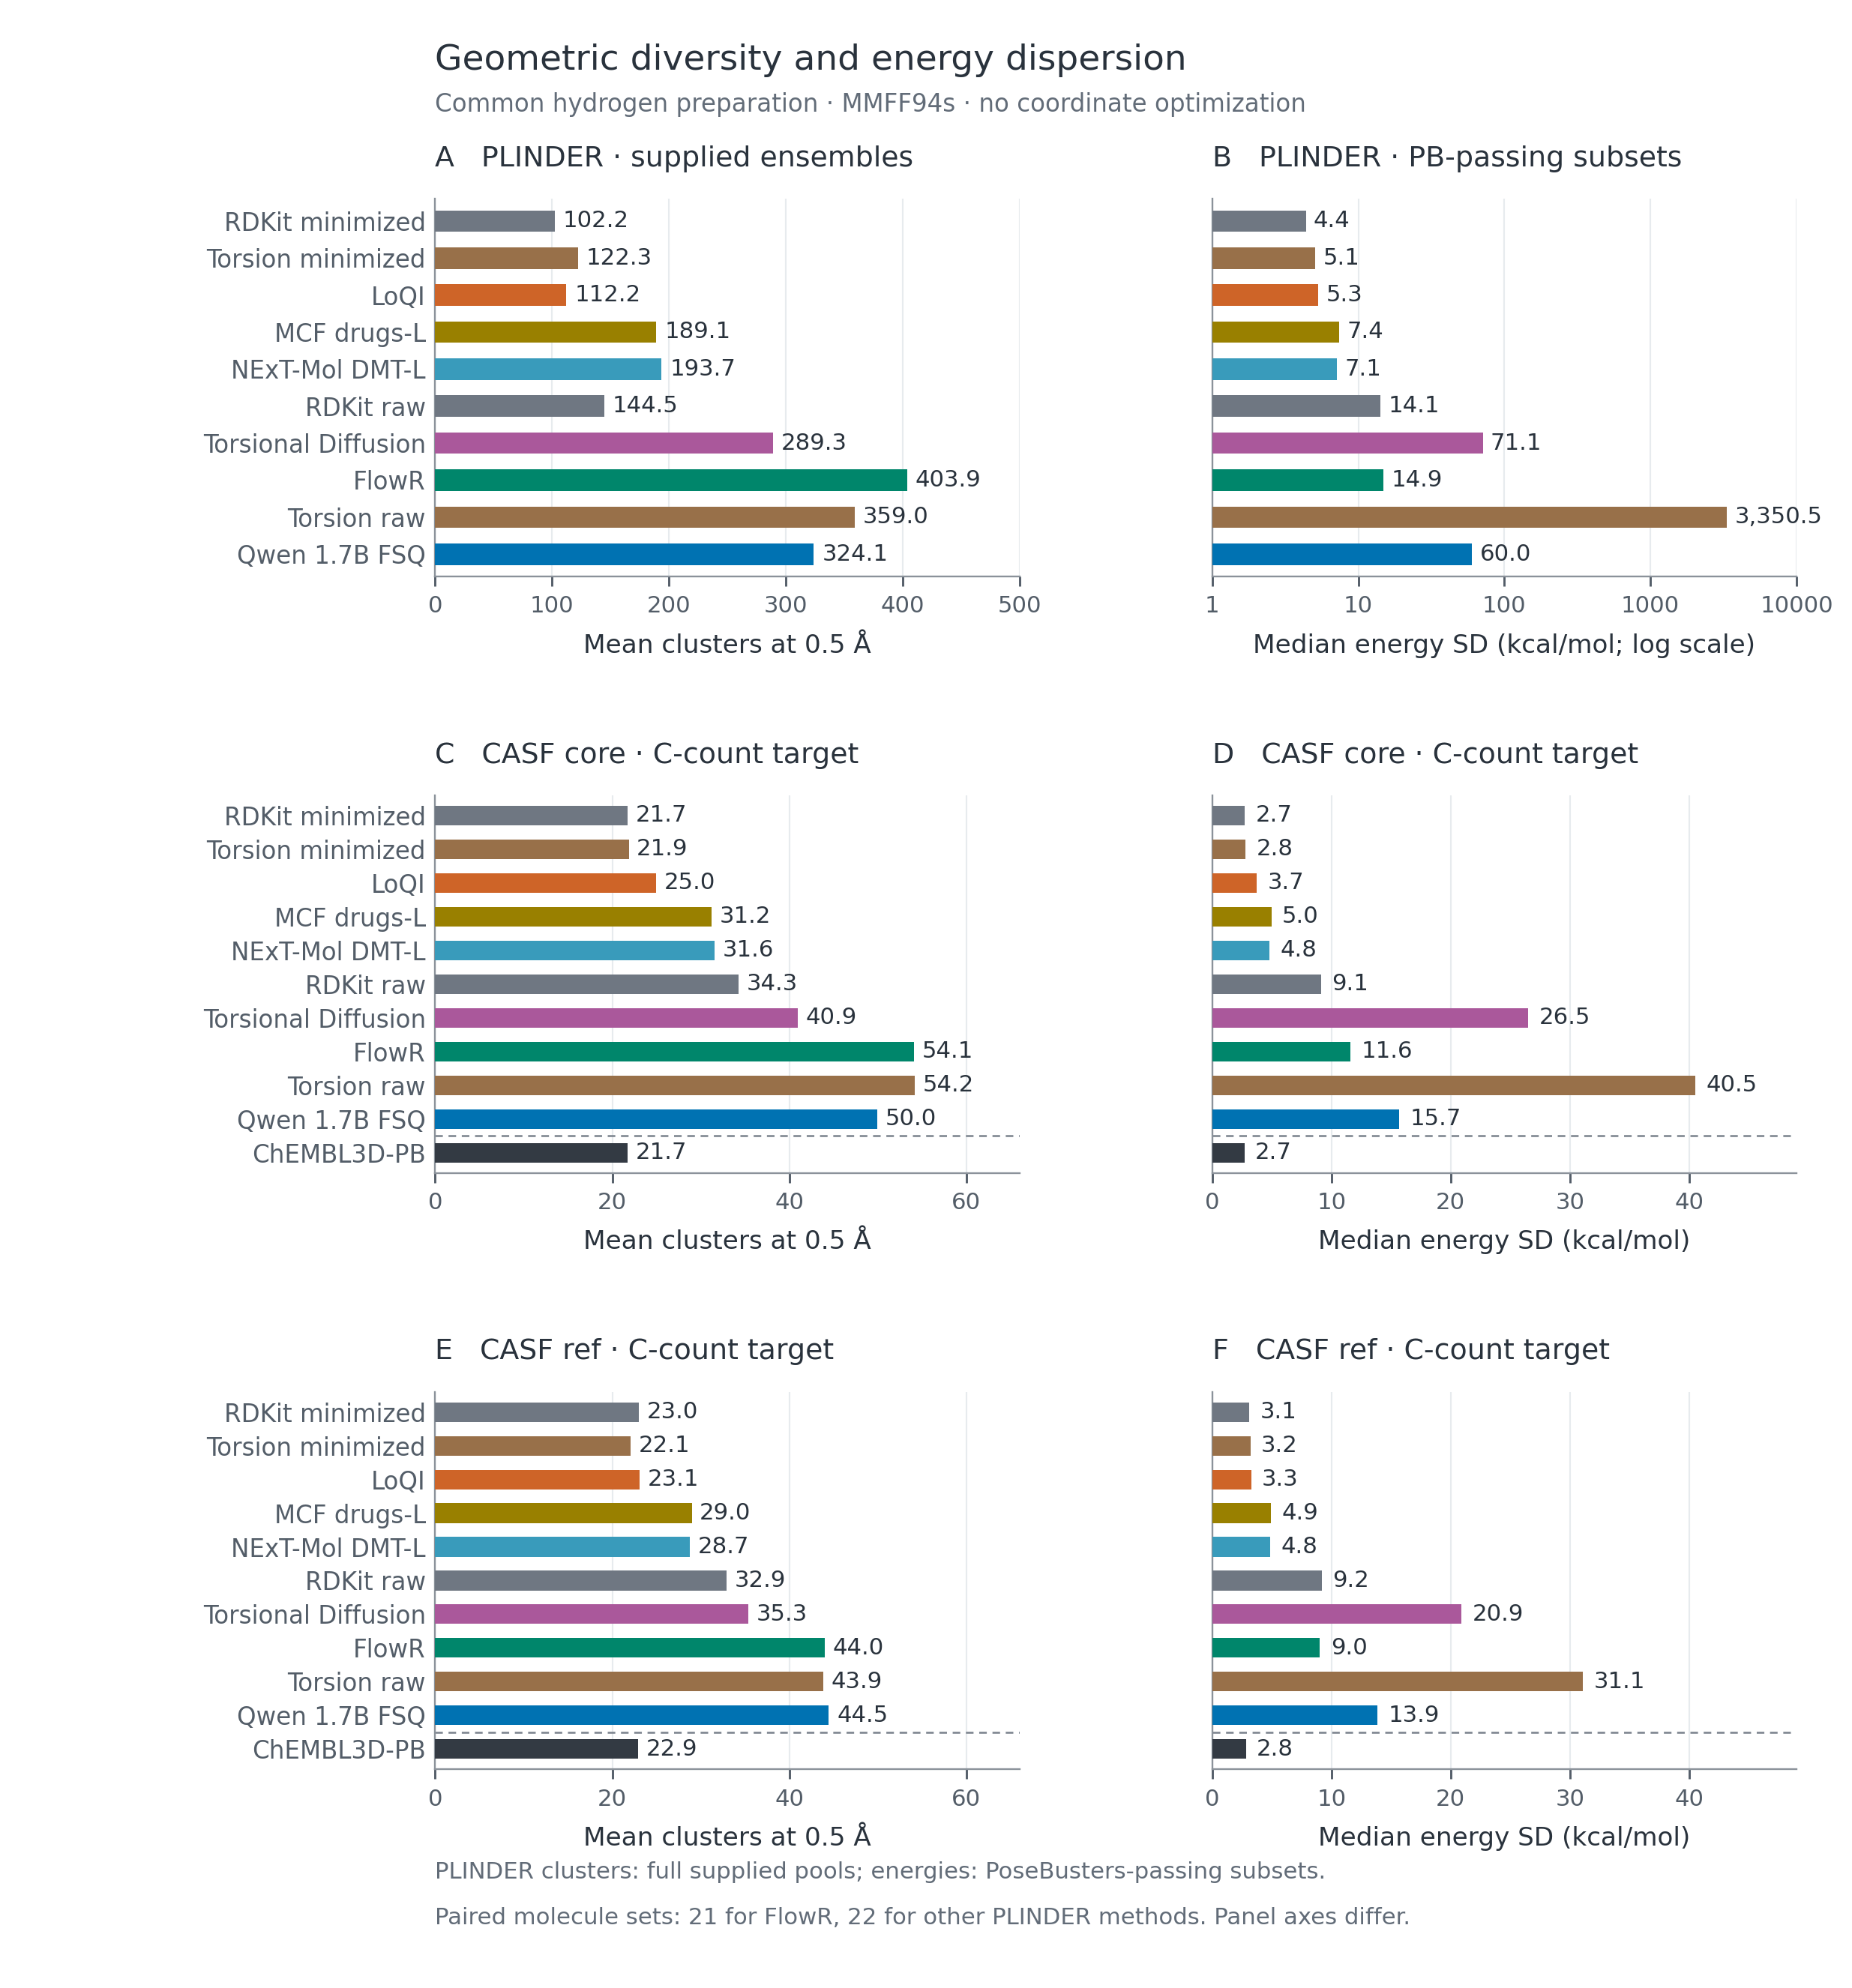 Geometric diversity and energy dispersion
Common hydrogen preparation · MMFF94s · no coordinate optimization
A PLINDER · supplied ensembles
RDKit minimized 102.2
Torsion minimized 122.3
LoQI 112.2
MCF drugs-L 189.1
NExT-Mol DMT-L 193.7
RDKit raw 144.5
Torsional Diffusion 289.3
FlowR 403.9
Torsion raw 359.0
Qwen 1.7B FSQ 324.1
0 100 200 300 400 500
Mean clusters at 0.5 Å
B PLINDER · PB-passing subsets
4.4
5.1
5.3
7.4
7.1
14.1
71.1
14.9
3,350.5
60.0
1 10 100 1000 10000
Median energy SD (kcal/mol; log scale)
C CASF core · C-count target
RDKit minimized 21.7
Torsion minimized 21.9
LoQI 25.0
MCF drugs-L 31.2
NExT-Mol DMT-L 31.6
RDKit raw 34.3
Torsional Diffusion 40.9
FlowR 54.1
Torsion raw 54.2
Qwen 1.7B FSQ 50.0
ChEMBL3D-PB 21.7
0 20 40 60
Mean clusters at 0.5 Å
D CASF core · C-count target
2.7
2.8
3.7
5.0
4.8
9.1
26.5
11.6
40.5
15.7
2.7
0 10 20 30 40
Median energy SD (kcal/mol)
E CASF ref · C-count target
RDKit minimized 23.0
Torsion minimized 22.1
LoQI 23.1
MCF drugs-L 29.0
NExT-Mol DMT-L 28.7
RDKit raw 32.9
Torsional Diffusion 35.3
FlowR 44.0
Torsion raw 43.9
Qwen 1.7B FSQ 44.5
ChEMBL3D-PB 22.9
0 20 40 60
Mean clusters at 0.5 Å
F CASF ref · C-count target
3.1
3.2
3.3
4.9
4.8
9.2
20.9
9.0
31.1
13.9
2.8
0 10 20 30 40
Median energy SD (kcal/mol)
PLINDER clusters: full supplied pools; energies: PoseBusters-passing subsets.
Paired molecule sets: 21 for FlowR, 22 for other PLINDER methods. Panel axes differ.